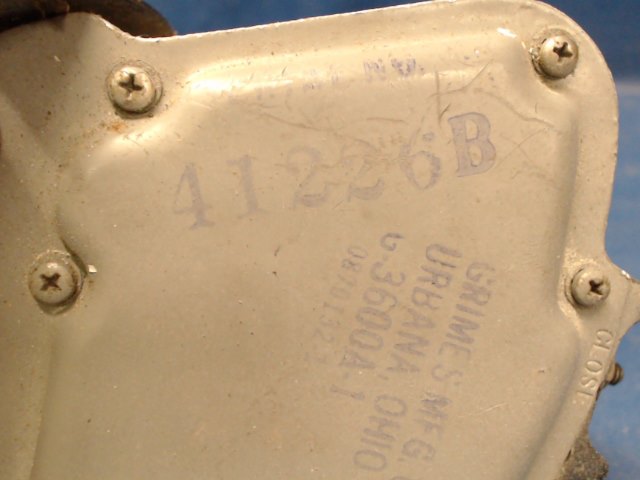 41226B
GRIMES MFG.
URBANA, OHIO
G-3600A-1
CLOSE